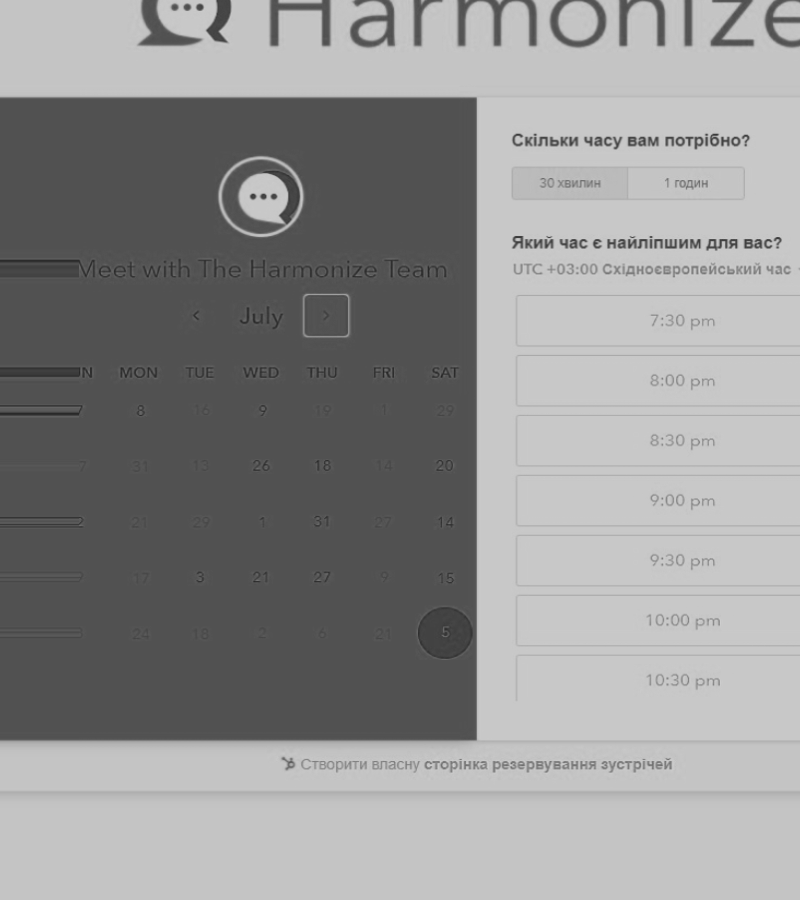 Harmonize
Meet with The Harmonize Team
July
N MON TUE WED THU FRI SAT
7 8 16 9 19 1 29
7 31 13 26 18 14 20
2 21 29 1 31 27 14
17 3 21 27 9 15
24 18 2 6 21 5
Скільки часу вам потрібно?
30 хвилин 1 годин
Який час є найліпшим для вас?
UTC +03:00 Східноєвропейський час
7:30 pm
8:00 pm
8:30 pm
9:00 pm
9:30 pm
10:00 pm
10:30 pm
Створити власну сторінка резервування зустрічей